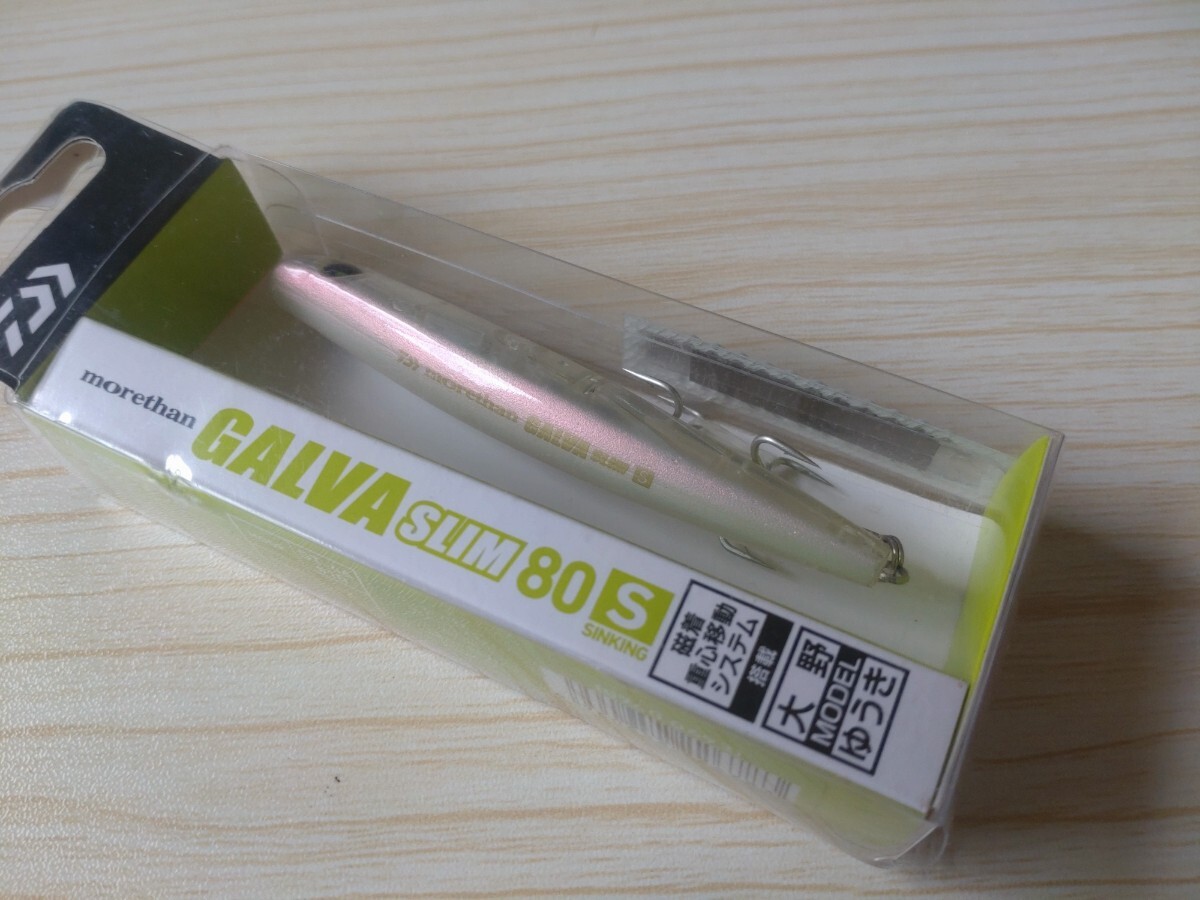 morethan
GALVA SLIM 80 S
SINKING
磁着
重心移動
システム
搭載
大野
MODEL
ゆうき
morethan GALVA SLIM